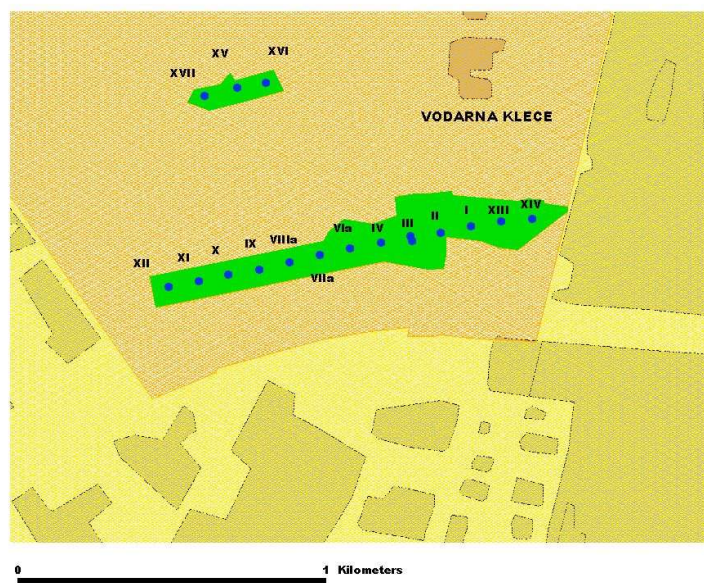 XVI
XV
XVII
VODARNA KLECE
XIV
XIII
I
II
III
IV
VIa
VIIa
VIIIa
IX
X
XI
XII
0 1 Kilometers